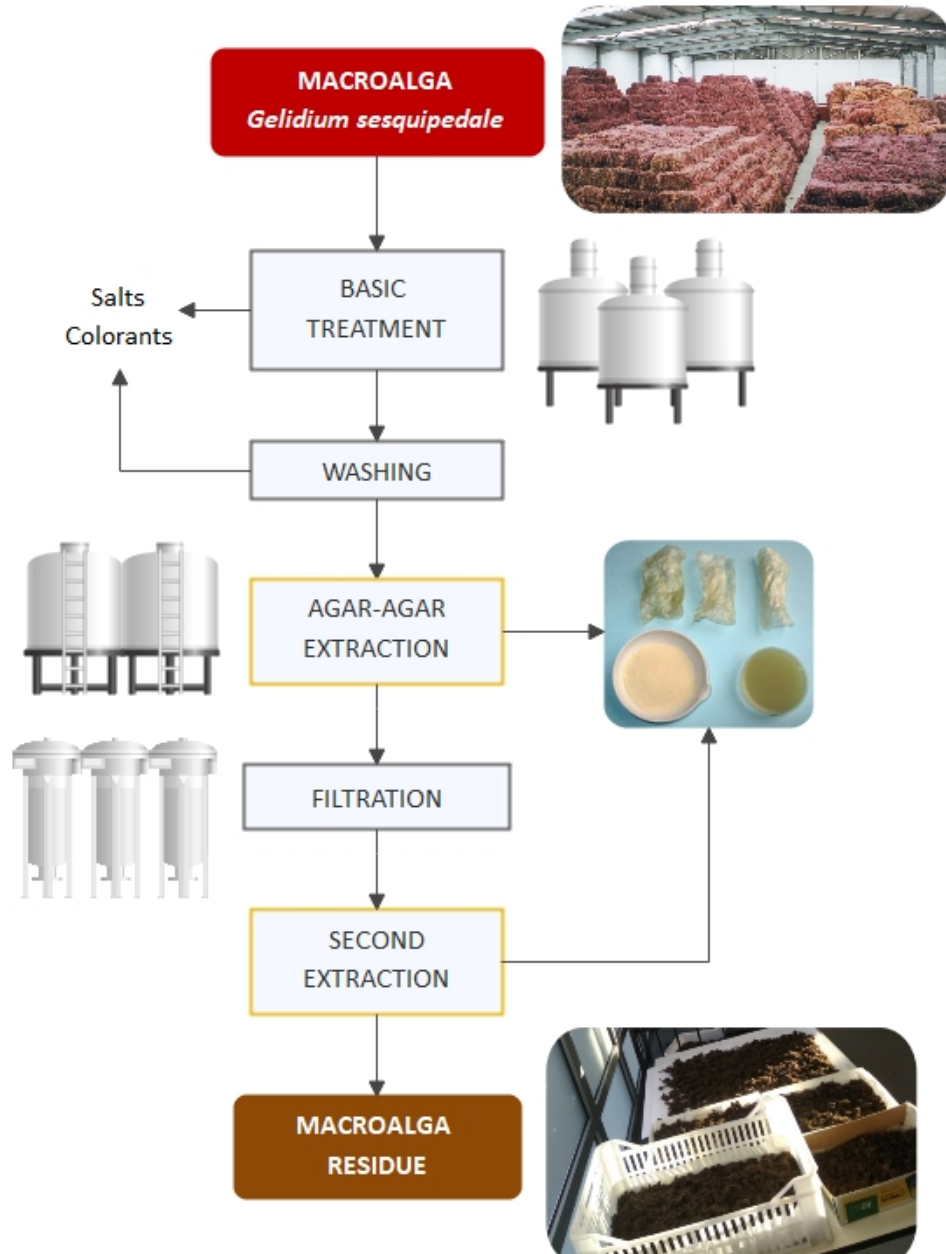 MACROALGA
Gelidium sesquipedale
BASIC
TREATMENT
Salts
Colorants
WASHING
AGAR-AGAR
EXTRACTION
FILTRATION
SECOND
EXTRACTION
MACROALGA
RESIDUE